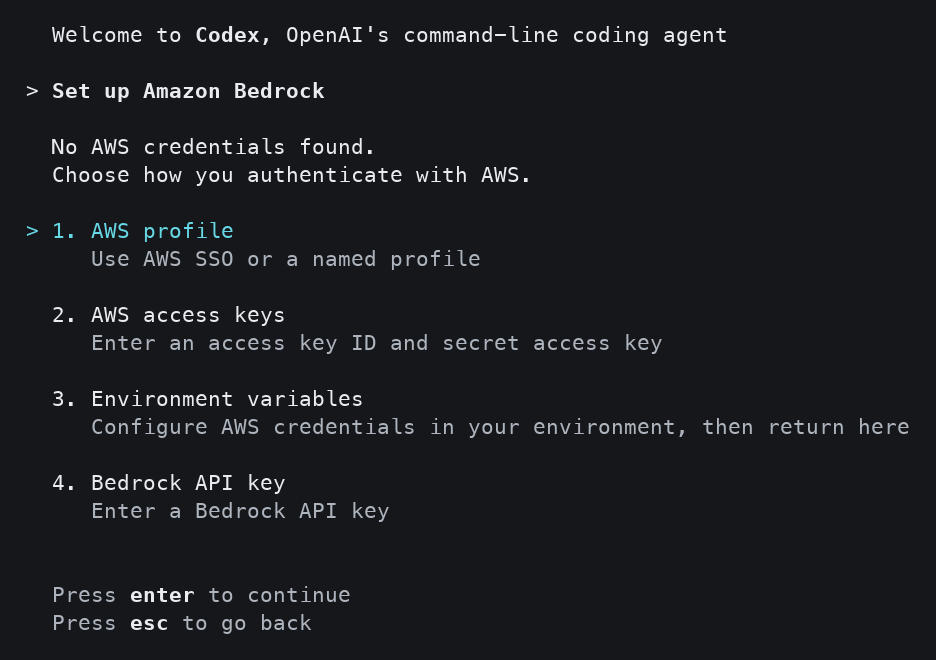 Welcome to Codex, OpenAI's command-line coding agent
> Set up Amazon Bedrock
No AWS credentials found.
Choose how you authenticate with AWS.
> 1. AWS profile
Use AWS SSO or a named profile
2. AWS access keys
Enter an access key ID and secret access key
3. Environment variables
Configure AWS credentials in your environment, then return here
4. Bedrock API key
Enter a Bedrock API key
Press enter to continue
Press esc to go back